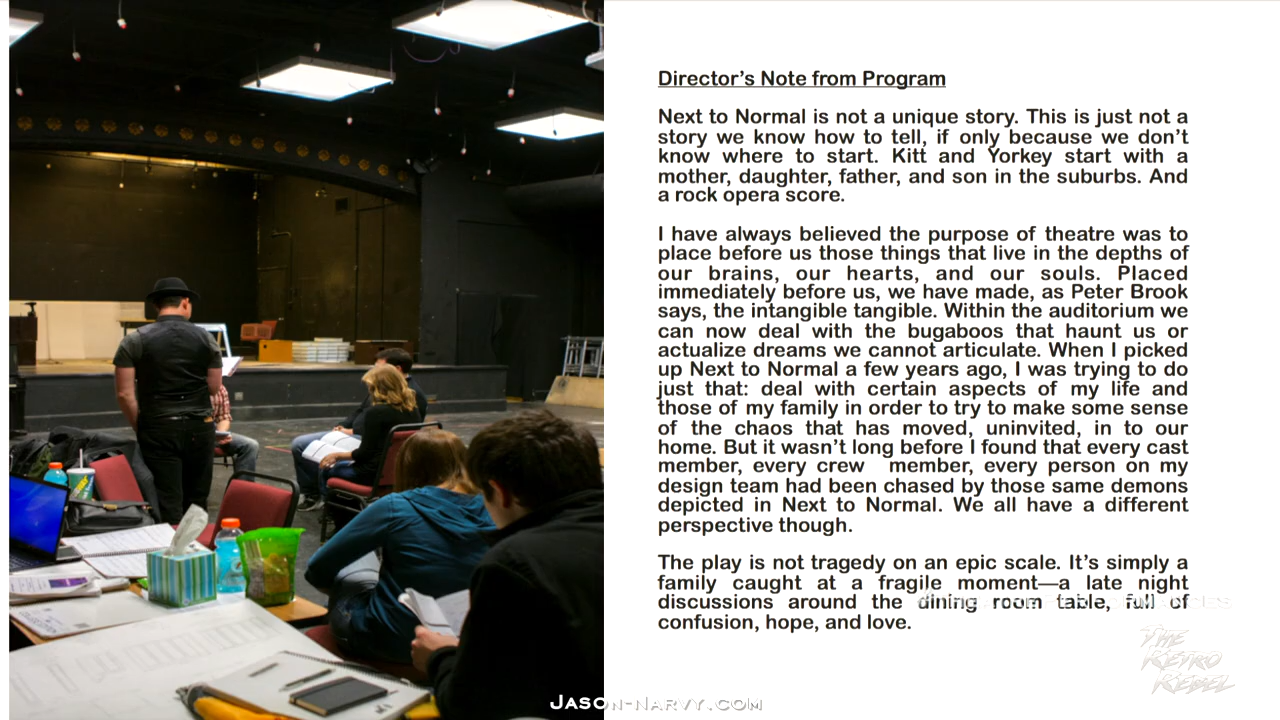 Director's Note from Program
Next to Normal is not a unique story. This is just not a
story we know how to tell, if only because we don't
know where to start. Kitt and Yorkey start with a
mother, daughter, father, and son in the suburbs. And
a rock opera score.
I have always believed the purpose of theatre was to
place before us those things that live in the depths of
our brains, our hearts, and our souls. Placed
immediately before us, we have made, as Peter Brook
says, the intangible tangible. Within the auditorium we
can now deal with the bugaboos that haunt us or
actualize dreams we cannot articulate. When I picked
up Next to Normal a few years ago, I was trying to do
just that: deal with certain aspects of my life and
those of my family in order to try to make some sense
of the chaos that has moved, uninvited, in to our
home. But it wasn't long before I found that every cast
member, every crew member, every person on my
design team had been chased by those same demons
depicted in Next to Normal. We all have a different
perspective though.
The play is not tragedy on an epic scale. It's simply a
family caught at a fragile moment—a late night
discussions around the dining room table, full of
confusion, hope, and love.
The
Retro
Rebel
Jason-Narvy.com